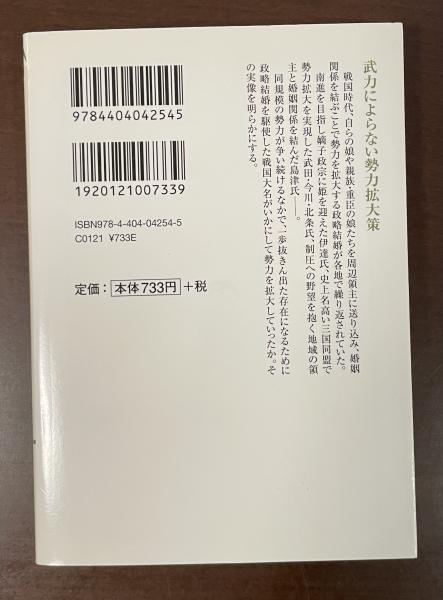 武力によらない勢力拡大策
戦国時代、自らの娘や親族・重臣の娘たちを周辺領主に送り込み、婚姻
関係を結ぶことで勢力を拡大する政略結婚が各地で繰り返されていた。
南進を目指し嫡子政宗に姫を迎えた伊達氏、史上名高い三国同盟で
勢力拡大を実現した武田・今川・北条氏、制圧への野望を抱く地域の領
主と婚姻関係を結んだ島津氏――。
同規模の勢力が争い続けるなかで、一歩抜きん出た存在になるために
政略結婚を駆使した戦国大名がいかにして勢力を拡大していったか。そ
の実像を明らかにする。
9784404042545
1920121007339
ISBN978-4-404-04254-5
C0121 ¥733E
定価：本体733円+税